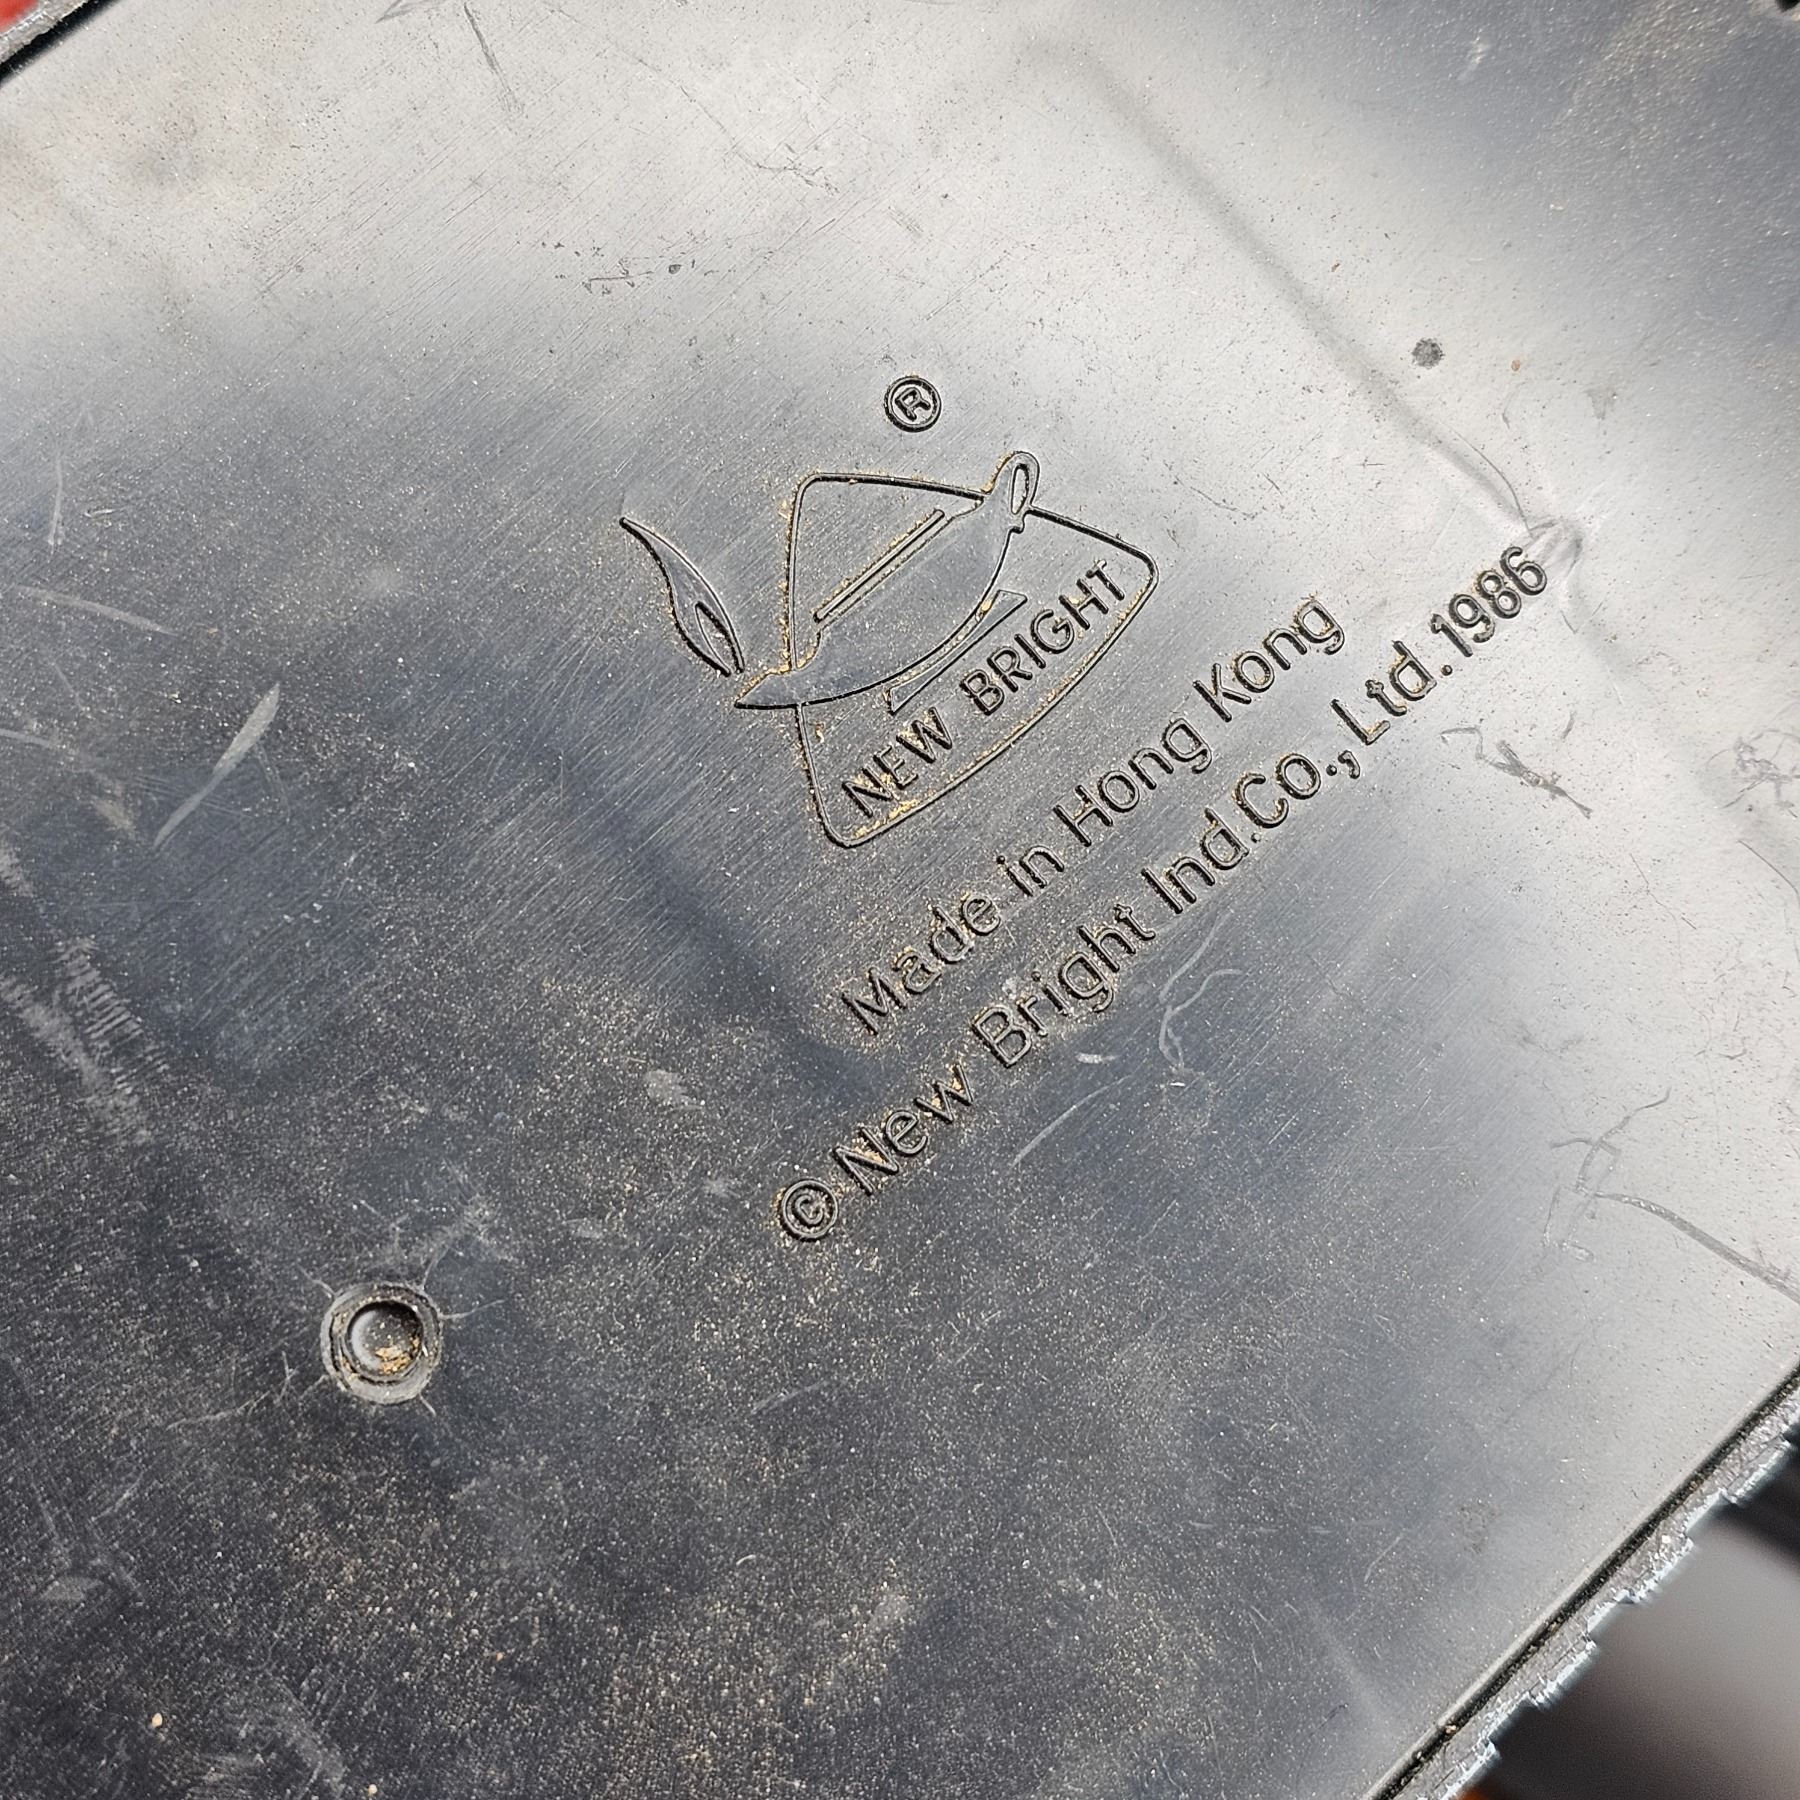 ®
NEW BRIGHT
Made in Hong Kong
© New Bright Ind.Co.,Ltd.1986